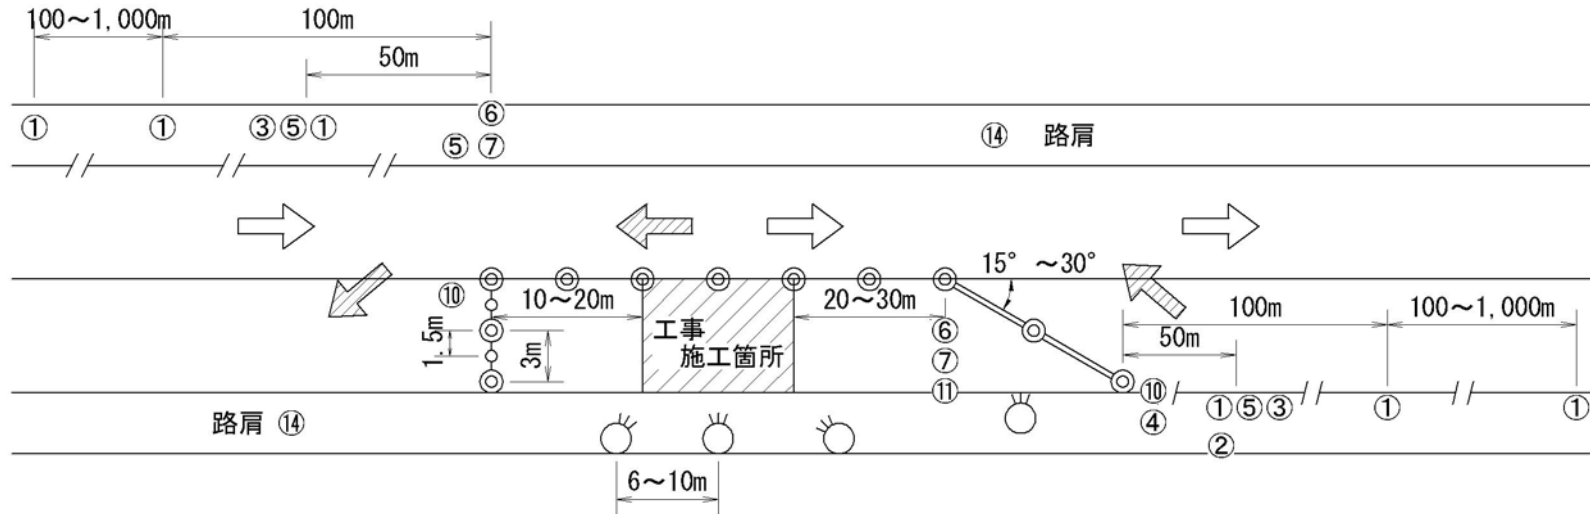 100～1,000m 100m
50m
① ① ③⑤① ⑥
⑤ ⑦ ⑭ 路肩
15° ～30°
⑩ 10～20m 20～30m 100m 100～1,000m
1.5m 3m 工事 ⑥ 50m
施工箇所 ⑦
⑪ ⑩ ①⑤③ ① ①
路肩 ⑭ ④
②
6～10m